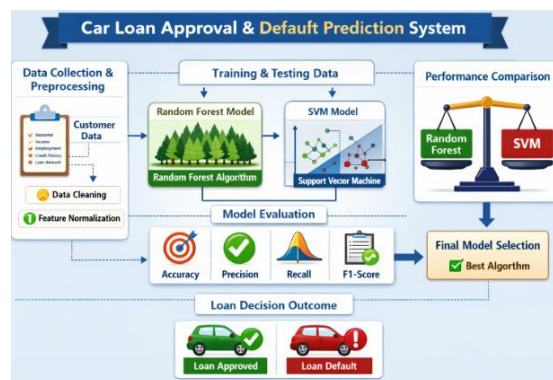 Car Loan Approval & Default Prediction System
Data Collection &
Preprocessing
Customer
Data
Income
Employment
Credit History
Loan Amount
Data Cleaning
Feature Normalization
Training & Testing Data
Random Forest Model
Random Forest Algorithm
SVM Model
Support Vector Machine
Performance Comparison
Random
Forest
SVM
Model Evaluation
Accuracy
Precision
Recall
F1-Score
Final Model Selection
Best Algorithm
Loan Decision Outcome
Loan Approved
Loan Default